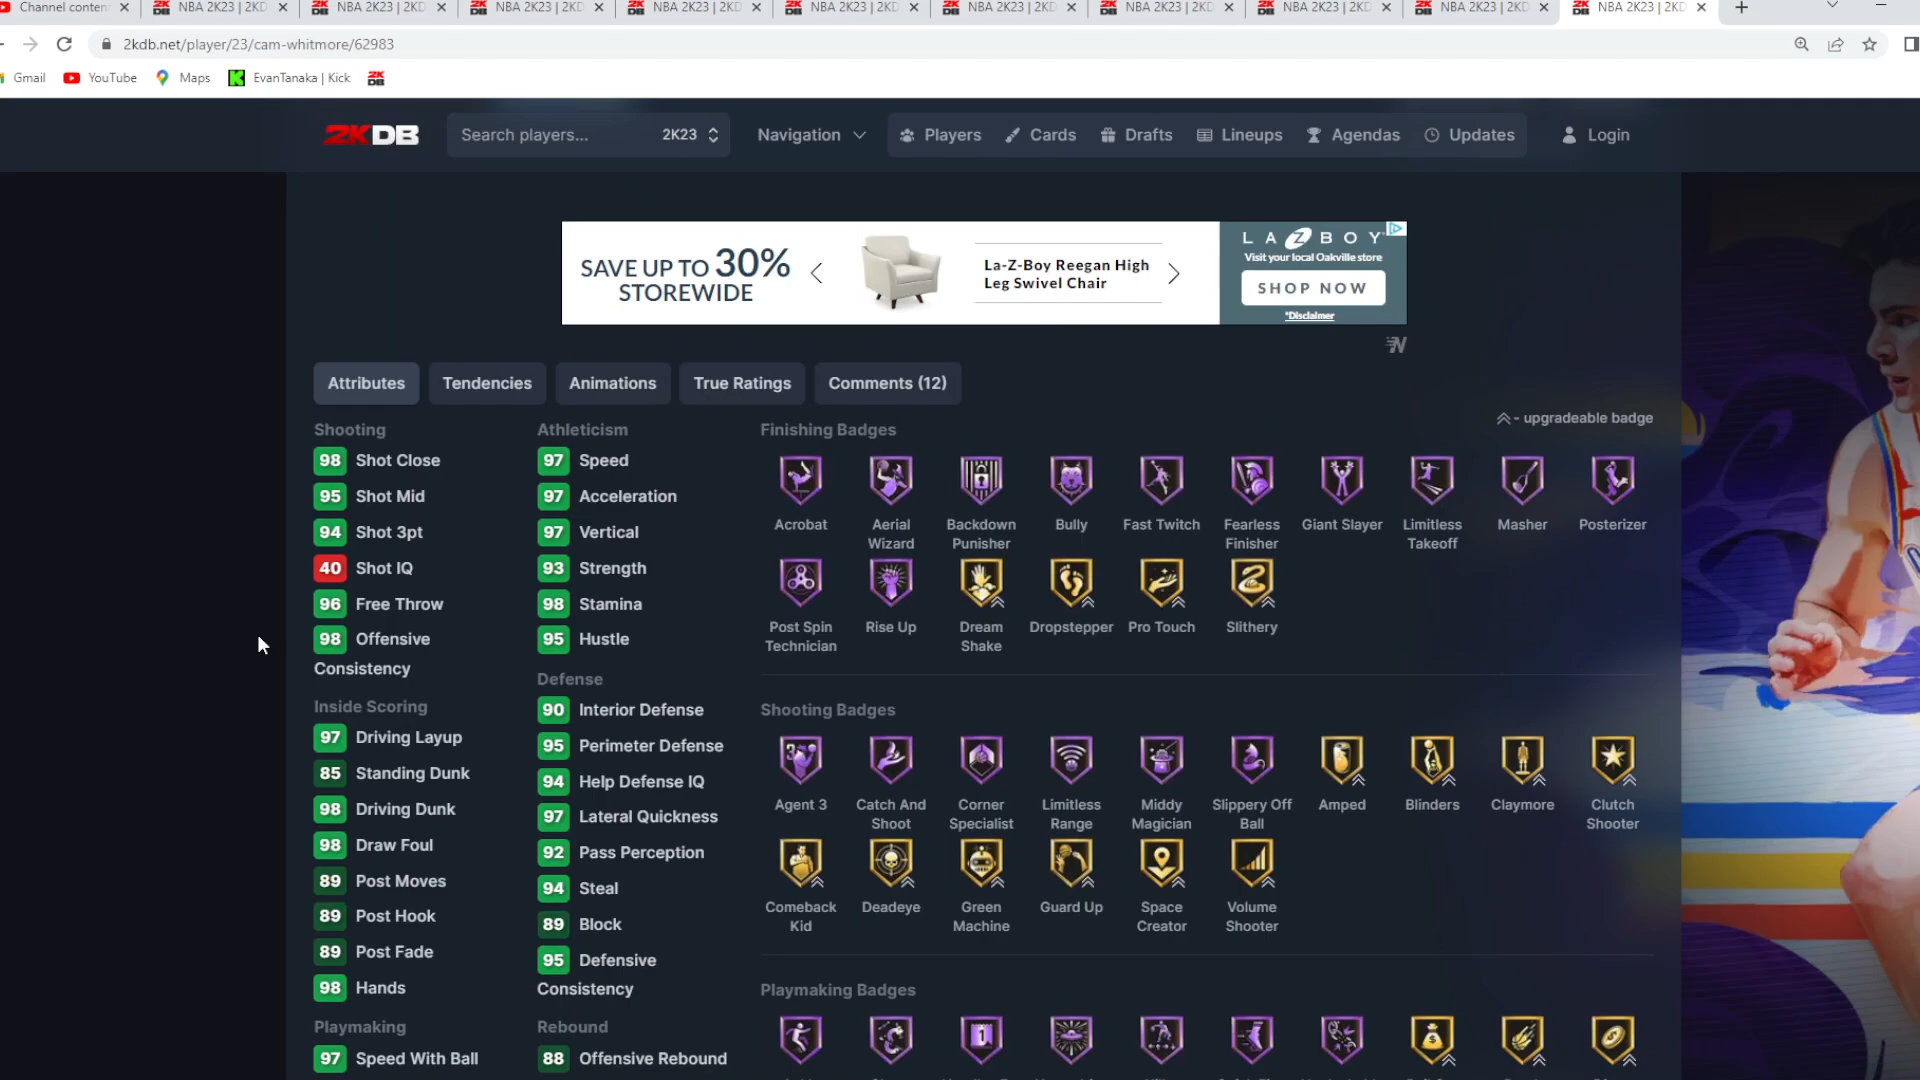 Channel content NBA 2K23 | 2KD NBA 2K23 | 2KD NBA 2K23 | 2KD NBA 2K23 | 2KD NBA 2K23 | 2KD NBA 2K23 | 2KD NBA 2K23 | 2KD NBA 2K23 | 2KD NBA 2K23 | 2KD NBA 2K23 | 2KD
2kdb.net/player/23/cam-whitmore/62983
Gmail YouTube Maps EvanTanaka | Kick 2K DB
2KDB Search players... 2K23 Navigation Players Cards Drafts Lineups Agendas Updates Login
SAVE UP TO 30%
STOREWIDE
La-Z-Boy Reegan High
Leg Swivel Chair
LA Z BOY
Visit your local Oakville store
SHOP NOW
*Disclaimer
Attributes Tendencies Animations True Ratings Comments (12)
- upgradeable badge
Shooting
98 Shot Close
95 Shot Mid
94 Shot 3pt
40 Shot IQ
96 Free Throw
98 Offensive
Consistency
Inside Scoring
97 Driving Layup
85 Standing Dunk
98 Driving Dunk
98 Draw Foul
89 Post Moves
89 Post Hook
89 Post Fade
98 Hands
Playmaking
97 Speed With Ball
Athleticism
97 Speed
97 Acceleration
97 Vertical
93 Strength
98 Stamina
95 Hustle
Defense
90 Interior Defense
95 Perimeter Defense
94 Help Defense IQ
97 Lateral Quickness
92 Pass Perception
94 Steal
89 Block
95 Defensive
Consistency
Rebound
88 Offensive Rebound
Finishing Badges
Acrobat Aerial Wizard Backdown Punisher Bully Fast Twitch Fearless Finisher Giant Slayer Limitless Takeoff Masher Posterizer
Post Spin Technician Rise Up Dream Shake Dropstepper Pro Touch Slithery
Shooting Badges
Agent 3 Catch And Shoot Corner Specialist Limitless Range Middy Magician Slippery Off Ball Amped Blinders Claymore Clutch Shooter
Comeback Kid Deadeye Green Machine Guard Up Space Creator Volume Shooter
Playmaking Badges